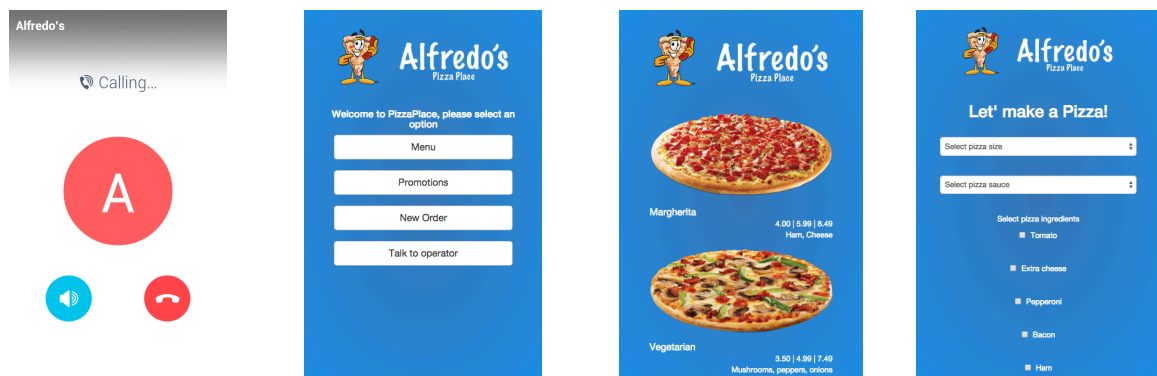 Alfredo's
Calling...
A
Alfredo's
Pizza Place
Welcome to PizzaPlace, please select an
option
Menu
Promotions
New Order
Talk to operator
Alfredo's
Pizza Place
Margherita
4.00 | 5.99 | 8.49
Ham, Cheese
Vegetarian
3.50 | 4.99 | 7.49
Mushrooms, peppers, onions
Alfredo's
Pizza Place
Let' make a Pizza!
Select pizza size
Select pizza sauce
Select pizza ingredients
Tomato
Extra cheese
Pepperoni
Bacon
Ham